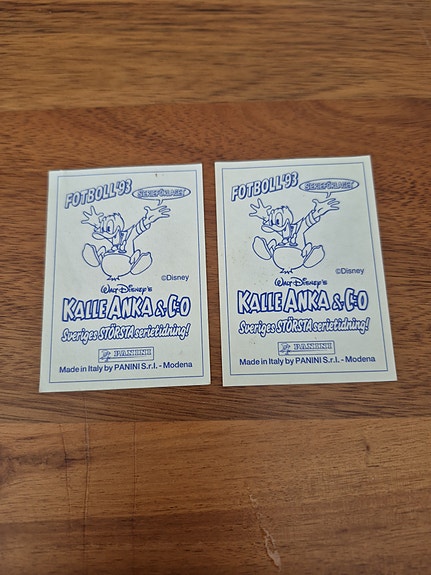 FOTBOLL'93
SERIEFÖRLAGET
©Disney
WALT DISNEY'S
KALLE ANKA & C:O
Sveriges STÖRSTA serietidning!
PANINI
Made in Italy by PANINI S.r.l. - Modena
FOTBOLL'93
SERIEFÖRLAGET
©Disney
WALT DISNEY'S
KALLE ANKA & C:O
Sveriges STÖRSTA serietidning!
PANINI
Made in Italy by PANINI S.r.l. - Modena